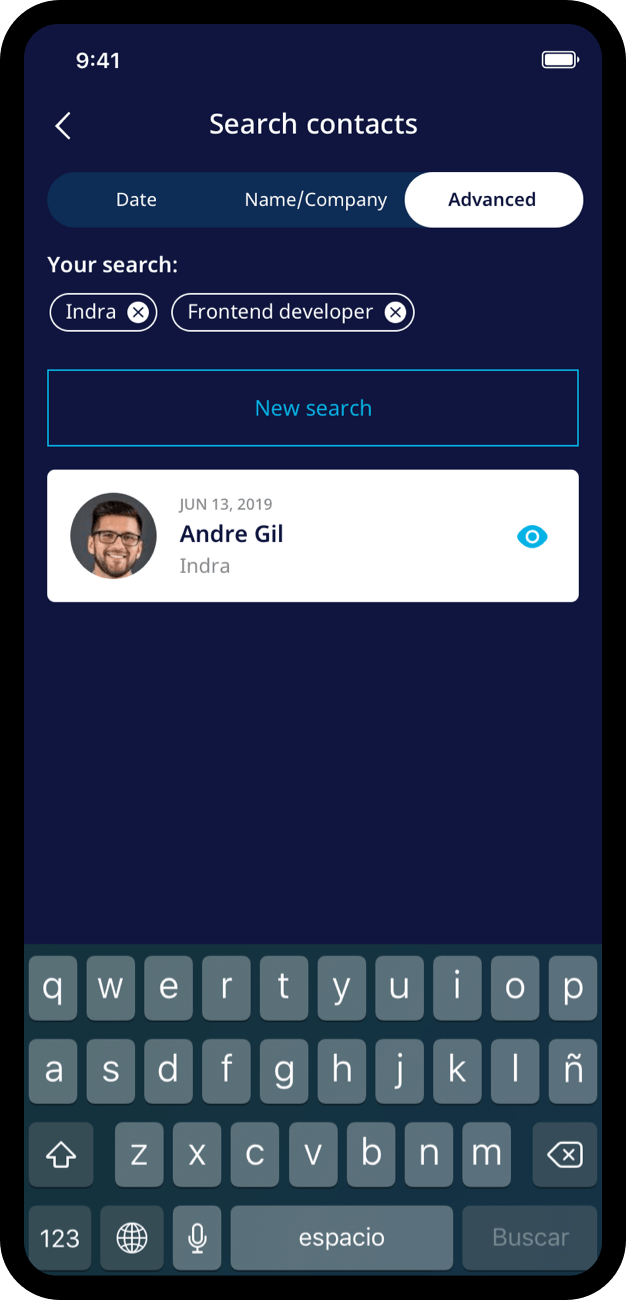 9:41
Search contacts
Date Name/Company Advanced
Your search:
Indra Frontend developer
New search
JUN 13, 2019
Andre Gil
Indra
q w e r t y u i o p
a s d f g h j k l ñ
z x c v b n m
123 espacio Buscar